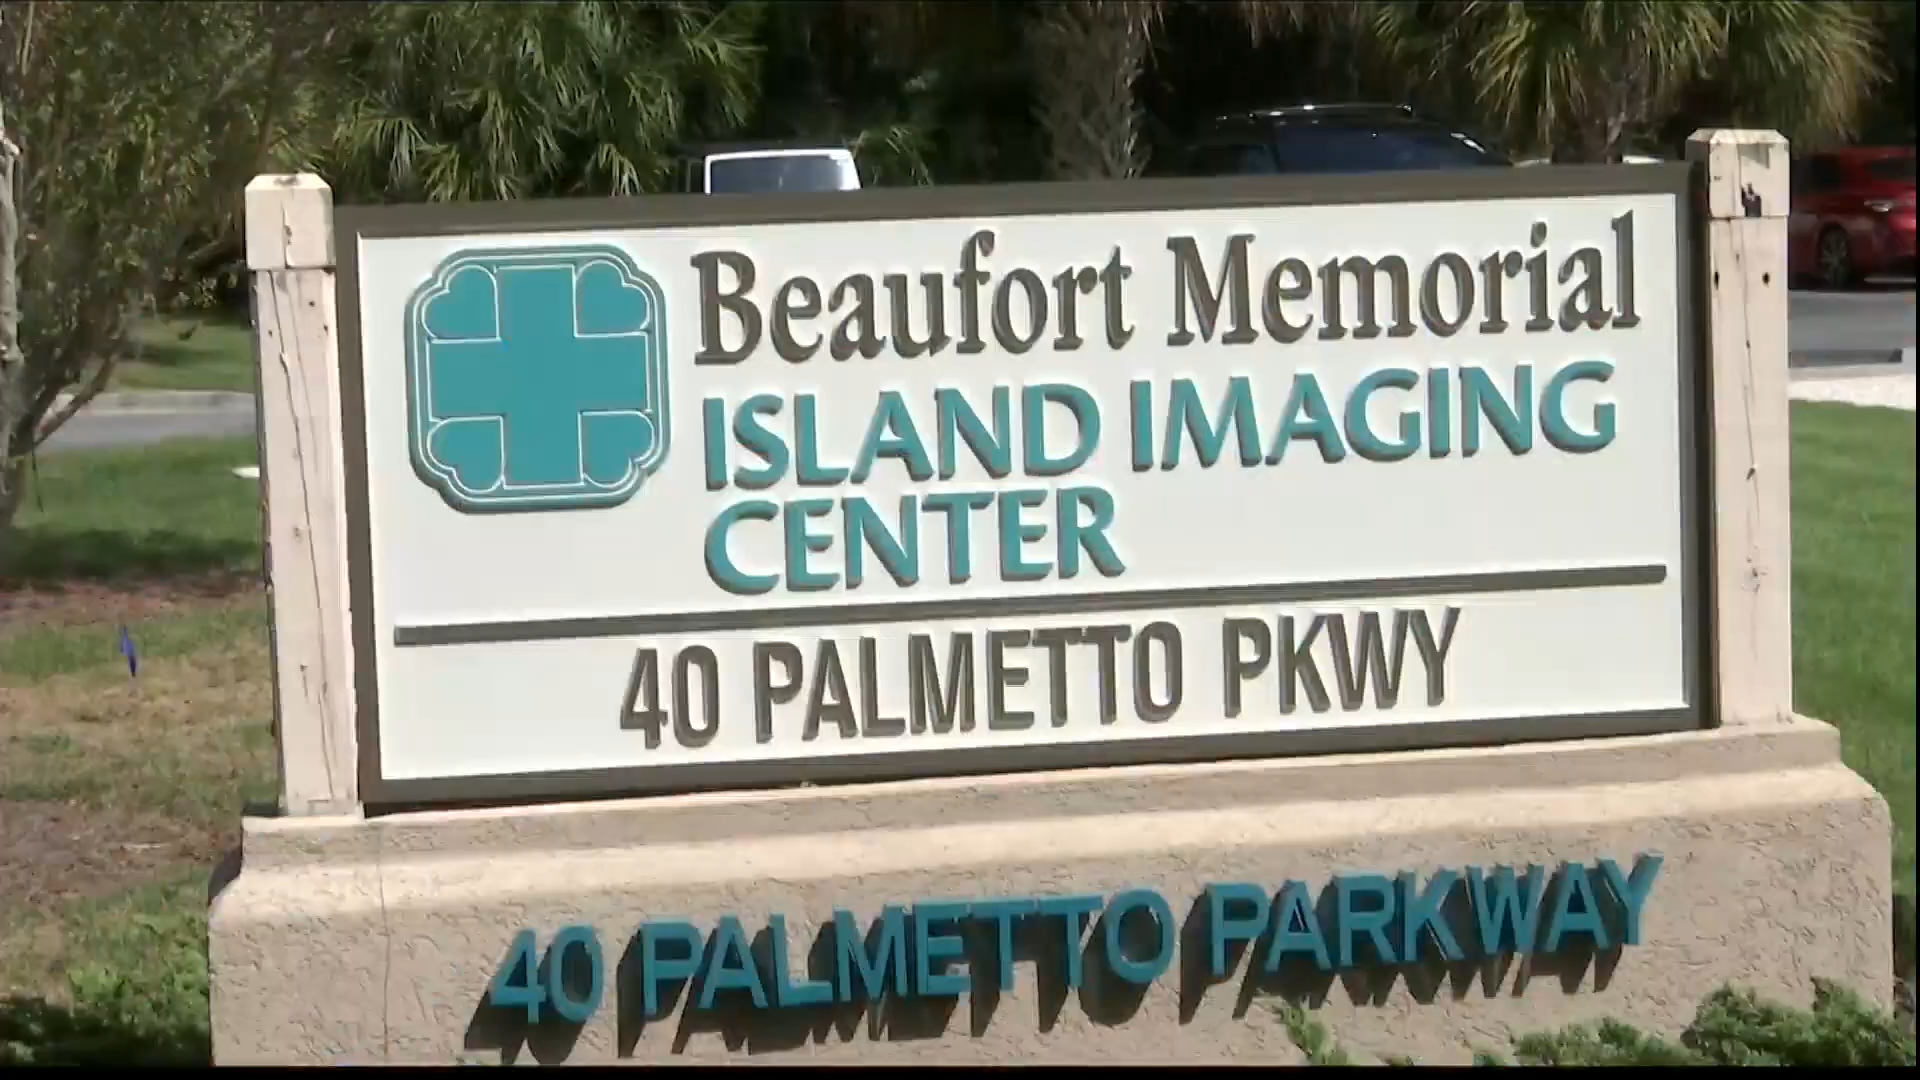 Beaufort Memorial
ISLAND IMAGING
CENTER
40 PALMETTO PKWY
40 PALMETTO PARKWAY